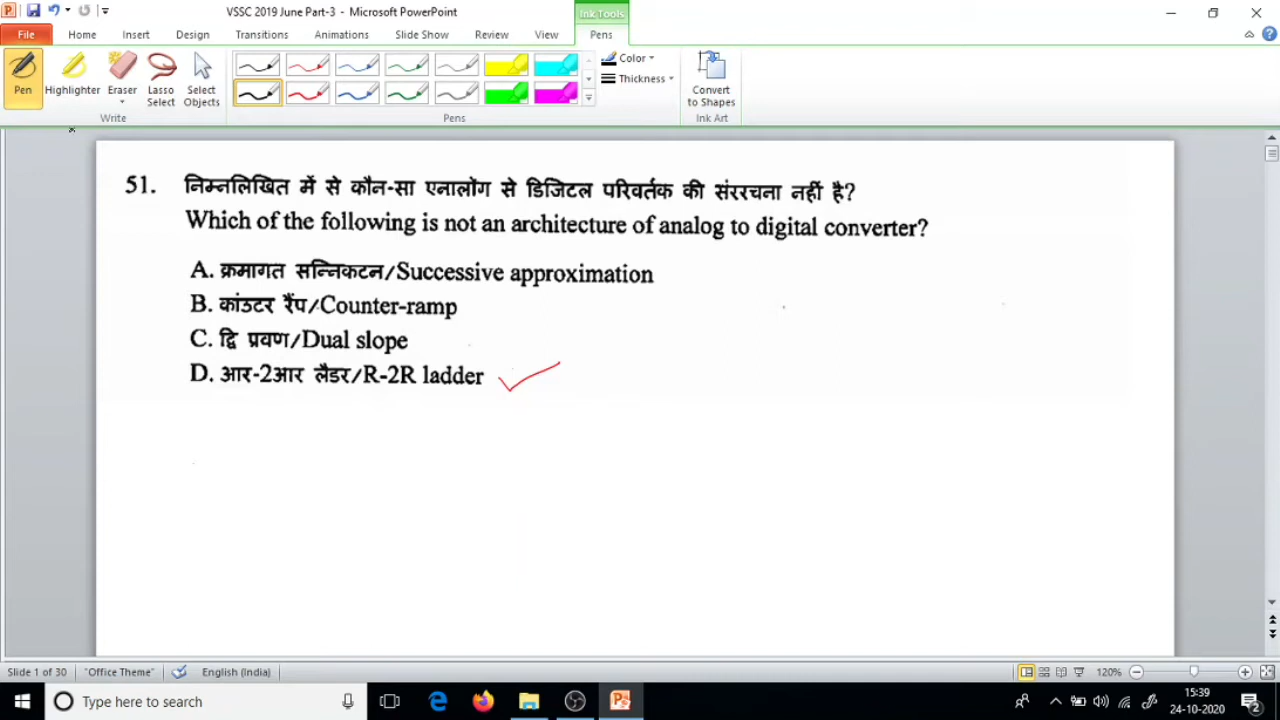 VSSC 2019 June Part-3 - Microsoft PowerPoint
Ink Tools
File Home Insert Design Transitions Animations Slide Show Review View Pens
Pen Highlighter Eraser Lasso Select Select Objects
Color Thickness
Convert to Shapes
Write Pens Ink Art
51. निम्नलिखित में से कौन-सा एनालोंग से डिजिटल परिवर्तक की संररचना नहीं है?
Which of the following is not an architecture of analog to digital converter?
A. क्रमागत सन्निकटन/Successive approximation
B. कांउटर रैंप/Counter-ramp
C. द्वि प्रवण/Dual slope
D. आर-2आर लैडर/R-2R ladder
Slide 1 of 30 "Office Theme" English (India) 120%
Type here to search
15:39
24-10-2020
2